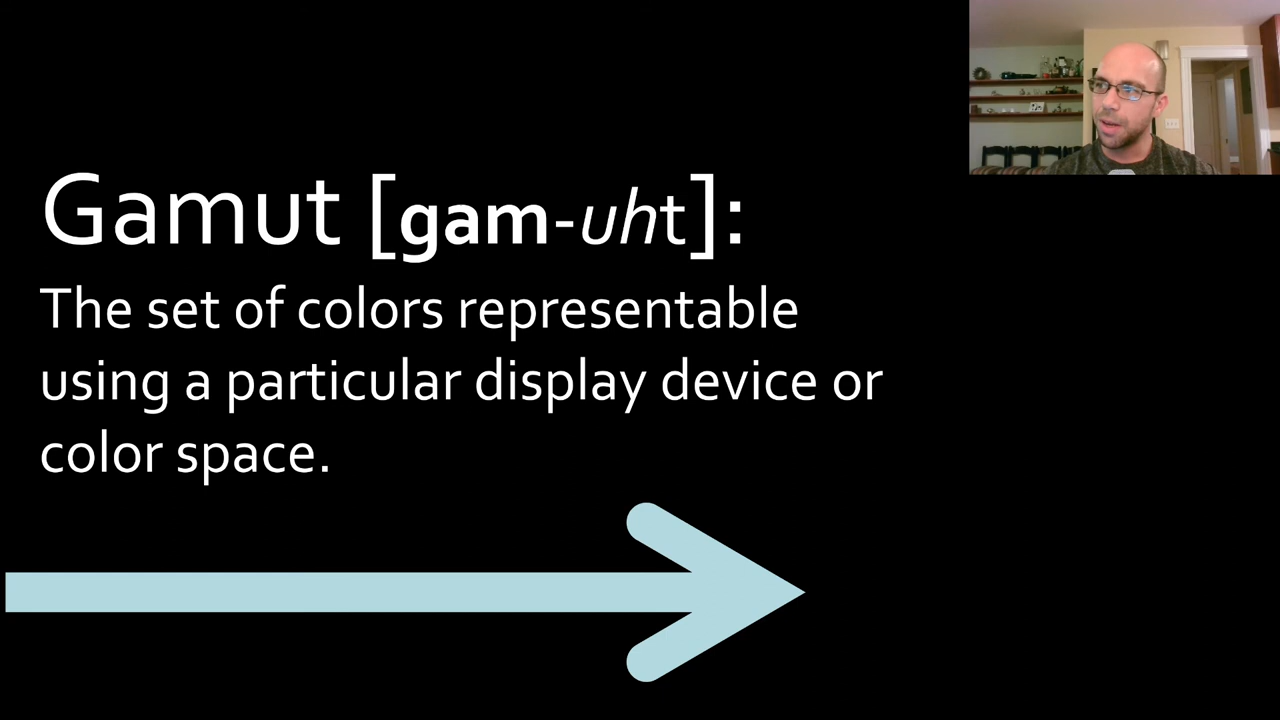 Gamut [gam-uht]:
The set of colors representable
using a particular display device or
color space.